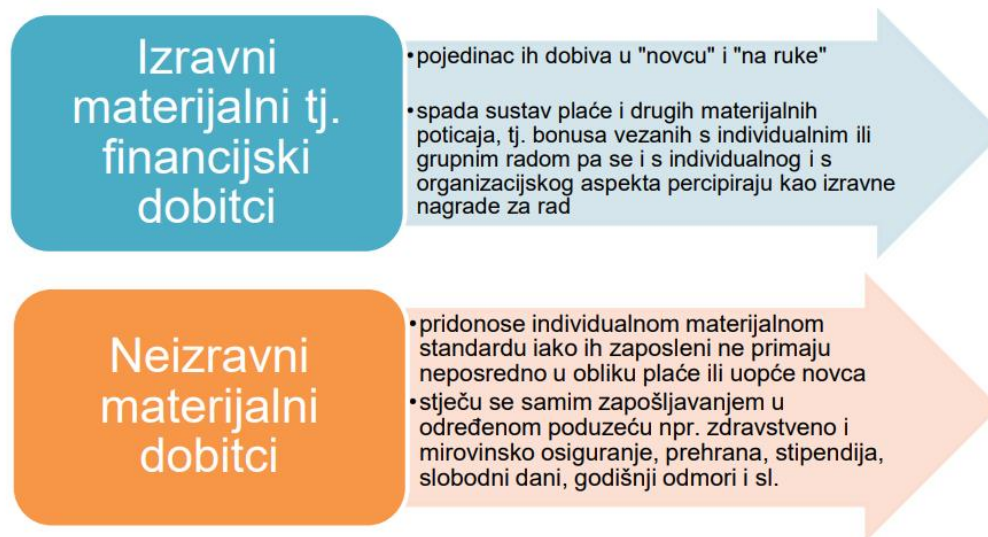 Izravni
materijalni tj.
financijski
dobitci
•pojedinac ih dobiva u "novcu" i "na ruke"
•spada sustav plaće i drugih materijalnih
poticaja, tj. bonusa vezanih s individualnim ili
grupnim radom pa se i s individualnog i s
organizacijskog aspekta percipiraju kao izravne
nagrade za rad
Neizravni
materijalni
dobitci
•pridonose individualnom materijalnom
standardu iako ih zaposleni ne primaju
neposredno u obliku plaće ili uopće novca
•stječu se samim zapošljavanjem u
određenom poduzeću npr. zdravstveno i
mirovinsko osiguranje, prehrana, stipendija,
slobodni dani, godišnji odmori i sl.